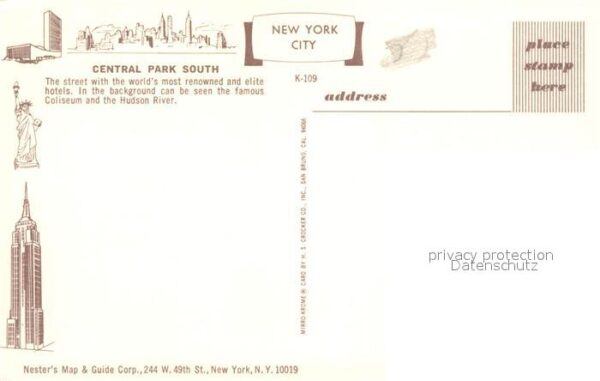 NEW YORK
CITY
CENTRAL PARK SOUTH
The street with the world's most renowned and elite
hotels. In the background can be seen the famous
Coliseum and the Hudson River.
K-109
place
stamp
here
address
MIRRO-KROME® CARD BY H. S. CROCKER CO., INC., SAN BRUNO, CAL. 94066
privacy protection
Datenschutz
Nester's Map & Guide Corp., 244 W. 49th St., New York, N.Y. 10019